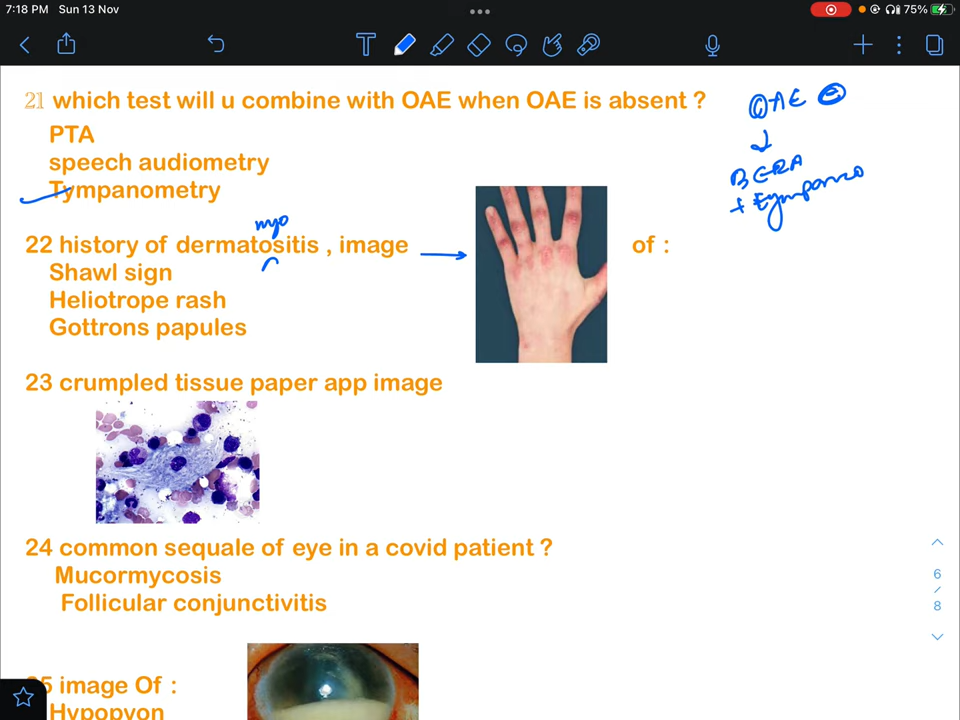 7:18 PM Sun 13 Nov
75%
21 which test will u combine with OAE when OAE is absent ?
PTA
speech audiometry
Tympanometry
OAE
BERA
+ Tympano
myo
22 history of dermatositis , image of :
Shawl sign
Heliotrope rash
Gottrons papules
23 crumpled tissue paper app image
24 common sequale of eye in a covid patient ?
Mucormycosis
Follicular conjunctivitis
6
/
8
25 image Of :
Hypopyon